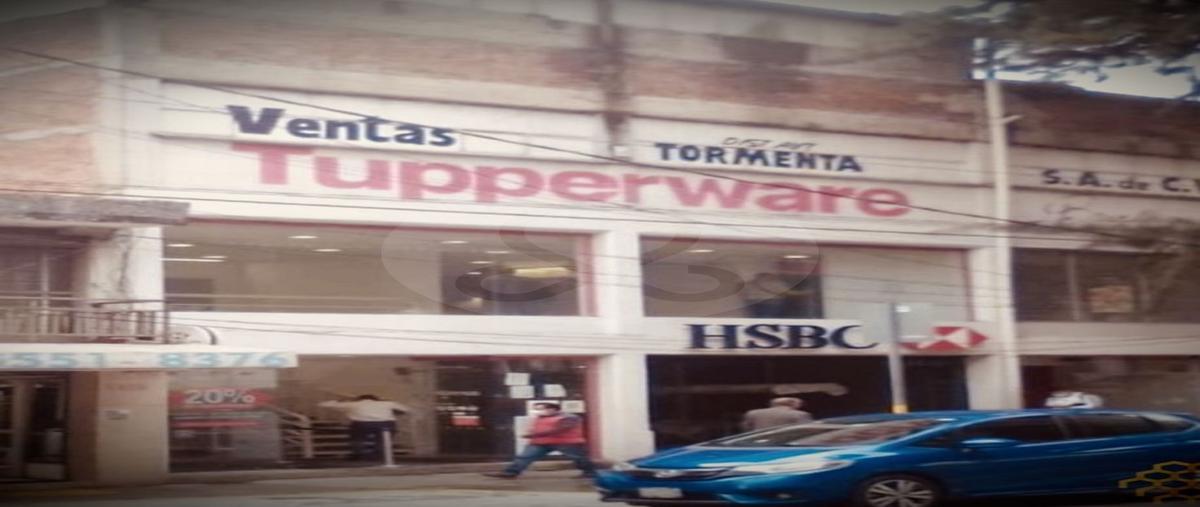 Ventas
TORMENTA
Tupperware
S.A. de C.
HSBC
5551-8376
20%